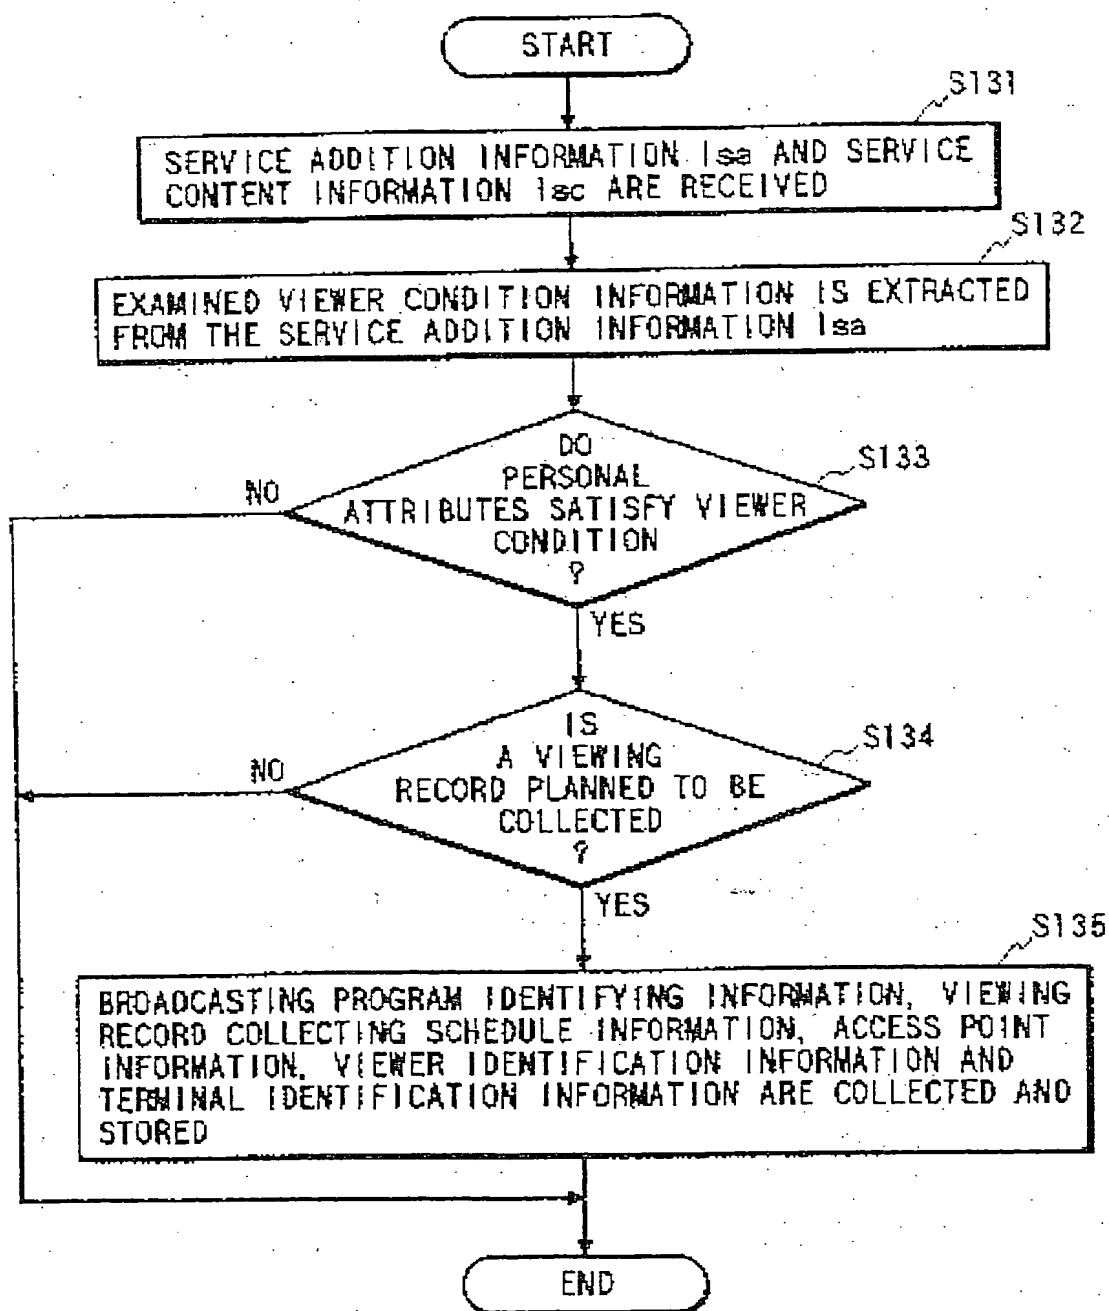 START
S131
SERVICE ADDITION INFORMATION Isa AND SERVICE
CONTENT INFORMATION Isc ARE RECEIVED
S132
EXAMINED VIEWER CONDITION INFORMATION IS EXTRACTED
FROM THE SERVICE ADDITION INFORMATION Isa
S133
DO
PERSONAL
ATTRIBUTES SATISFY VIEWER
CONDITION
?
NO
YES
S134
IS
A VIEWING
RECORD PLANNED TO BE
COLLECTED
?
NO
YES
S135
BROADCASTING PROGRAM IDENTIFYING INFORMATION, VIEWING
RECORD COLLECTING SCHEDULE INFORMATION, ACCESS POINT
INFORMATION, VIEWER IDENTIFICATION INFORMATION AND
TERMINAL IDENTIFICATION INFORMATION ARE COLLECTED AND
STORED
END